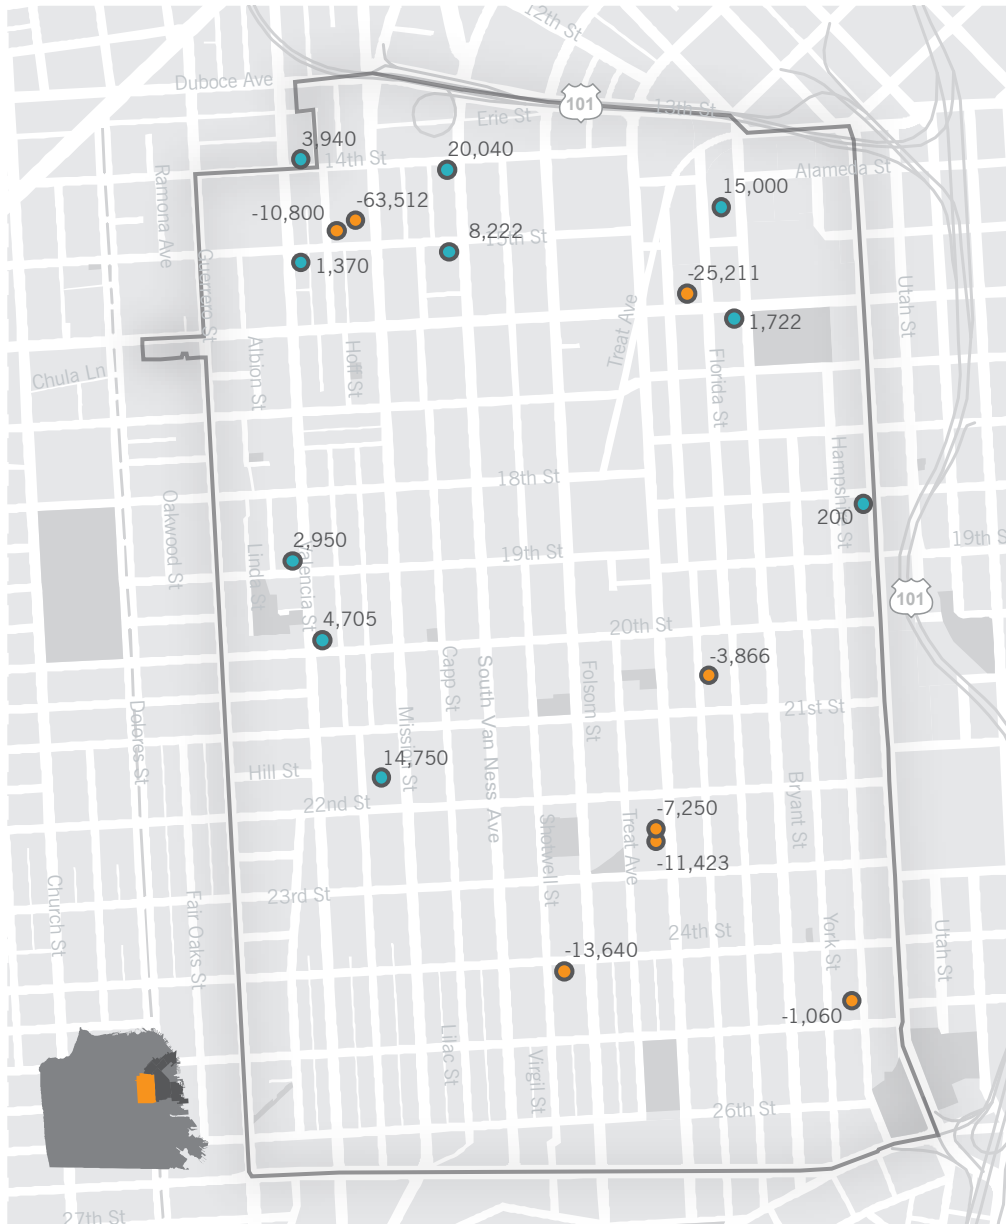 12th St
Duboce Ave
101
13th St
Erie St
3,940
14th St
20,040
Alameda St
Ramona Ave
15,000
-10,800
-63,512
8,222
15th St
Guerrero St
1,370
-25,211
Utah St
1,722
Treat Ave
Chula Ln
Albion St
Hoff St
Florida St
18th St
Hampshire St
Oakwood St
200
2,950
19th St
19th S
Linda St
Valencia St
101
4,705
20th St
-3,866
Capp St
South Van Ness Ave
Folsom St
Dolores St
Mission St
21st St
14,750
Hill St
22nd St
Bryant St
-7,250
Shotwell St
Treat Ave
-11,423
Church St
23rd St
Fair Oaks St
24th St
York St
Utah St
-13,640
-1,060
Lilac St
Virgil St
26th St
27th St